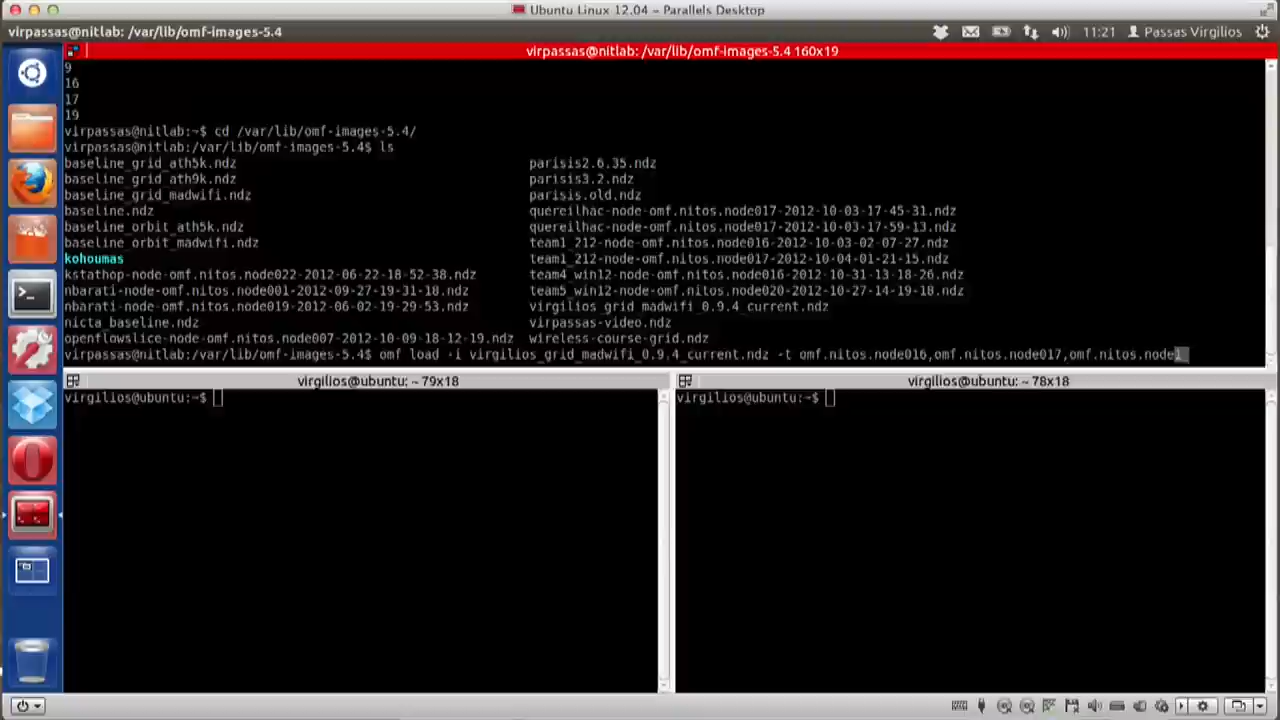 Ubuntu Linux 12.04 – Parallels Desktop
virpassas@nitlab: /var/lib/omf-images-5.4
11:21
Passas Virgilios
virpassas@nitlab: /var/lib/omf-images-5.4 160x19
9
16
17
19
virpassas@nitlab:~$ cd /var/lib/omf-images-5.4/
virpassas@nitlab:/var/lib/omf-images-5.4$ ls
baseline_grid_ath5k.ndz parisis2.6.35.ndz
baseline_grid_ath9k.ndz parisis3.2.ndz
baseline_grid_madwifi.ndz parisis.old.ndz
baseline.ndz quereilhac-node-omf.nitos.node017-2012-10-03-17-45-31.ndz
baseline_orbit_ath5k.ndz quereilhac-node-omf.nitos.node017-2012-10-03-17-59-13.ndz
baseline_orbit_madwifi.ndz team1_212-node-omf.nitos.node016-2012-10-03-02-07-27.ndz
kohoumas team1_212-node-omf.nitos.node017-2012-10-04-01-21-15.ndz
kstathop-node-omf.nitos.node022-2012-06-22-18-52-38.ndz team4_win12-node-omf.nitos.node016-2012-10-31-13-18-26.ndz
nbarati-node-omf.nitos.node001-2012-09-27-19-31-18.ndz team5_win12-node-omf.nitos.node020-2012-10-27-14-19-18.ndz
nbarati-node-omf.nitos.node019-2012-06-02-19-29-53.ndz virgilios_grid_madwifi_0.9.4_current.ndz
nicta_baseline.ndz virpassas-video.ndz
openflowslice-node-omf.nitos.node007-2012-10-09-18-12-19.ndz wireless-course-grid.ndz
virpassas@nitlab:/var/lib/omf-images-5.4$ omf load -i virgilios_grid_madwifi_0.9.4_current.ndz -t omf.nitos.node016,omf.nitos.node017,omf.nitos.node
virgilios@ubuntu: ~ 79x18
virgilios@ubuntu: ~ 78x18
virgilios@ubuntu:~$
virgilios@ubuntu:~$